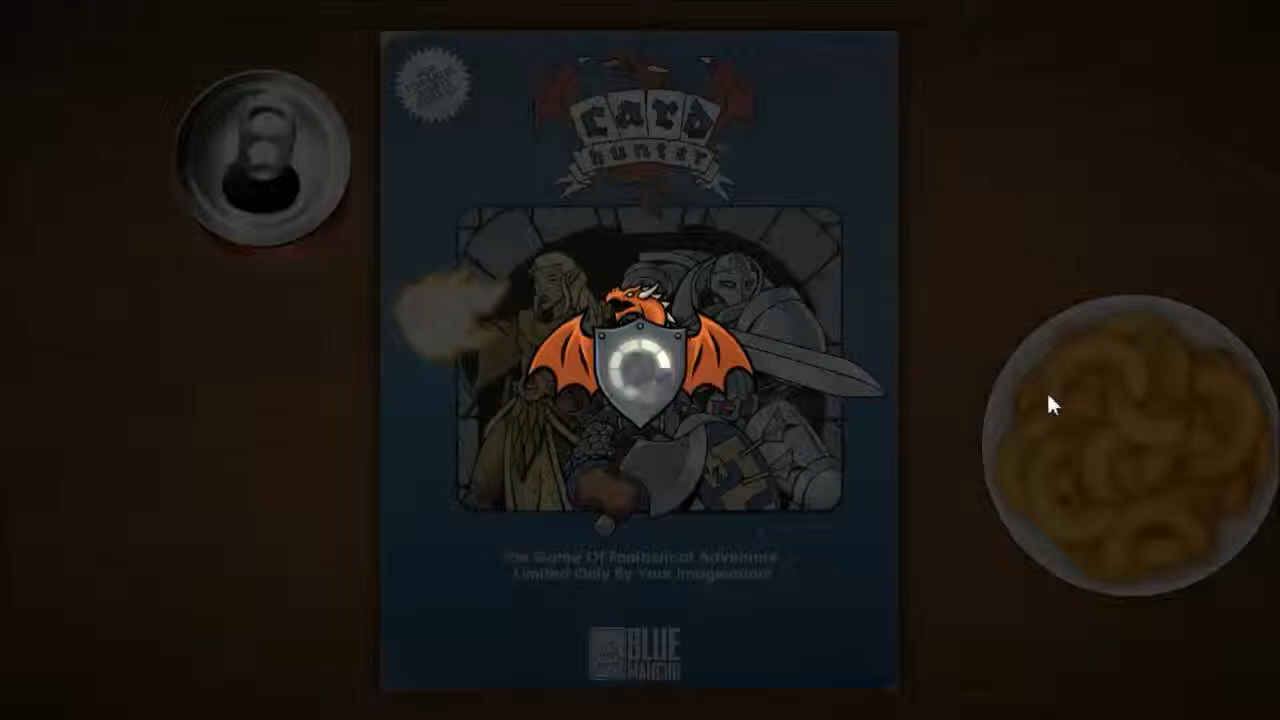 card
hunter
The Game Of Fantastical Adventure
Limited Only By Your Imagination!
BLUE
MANCHU